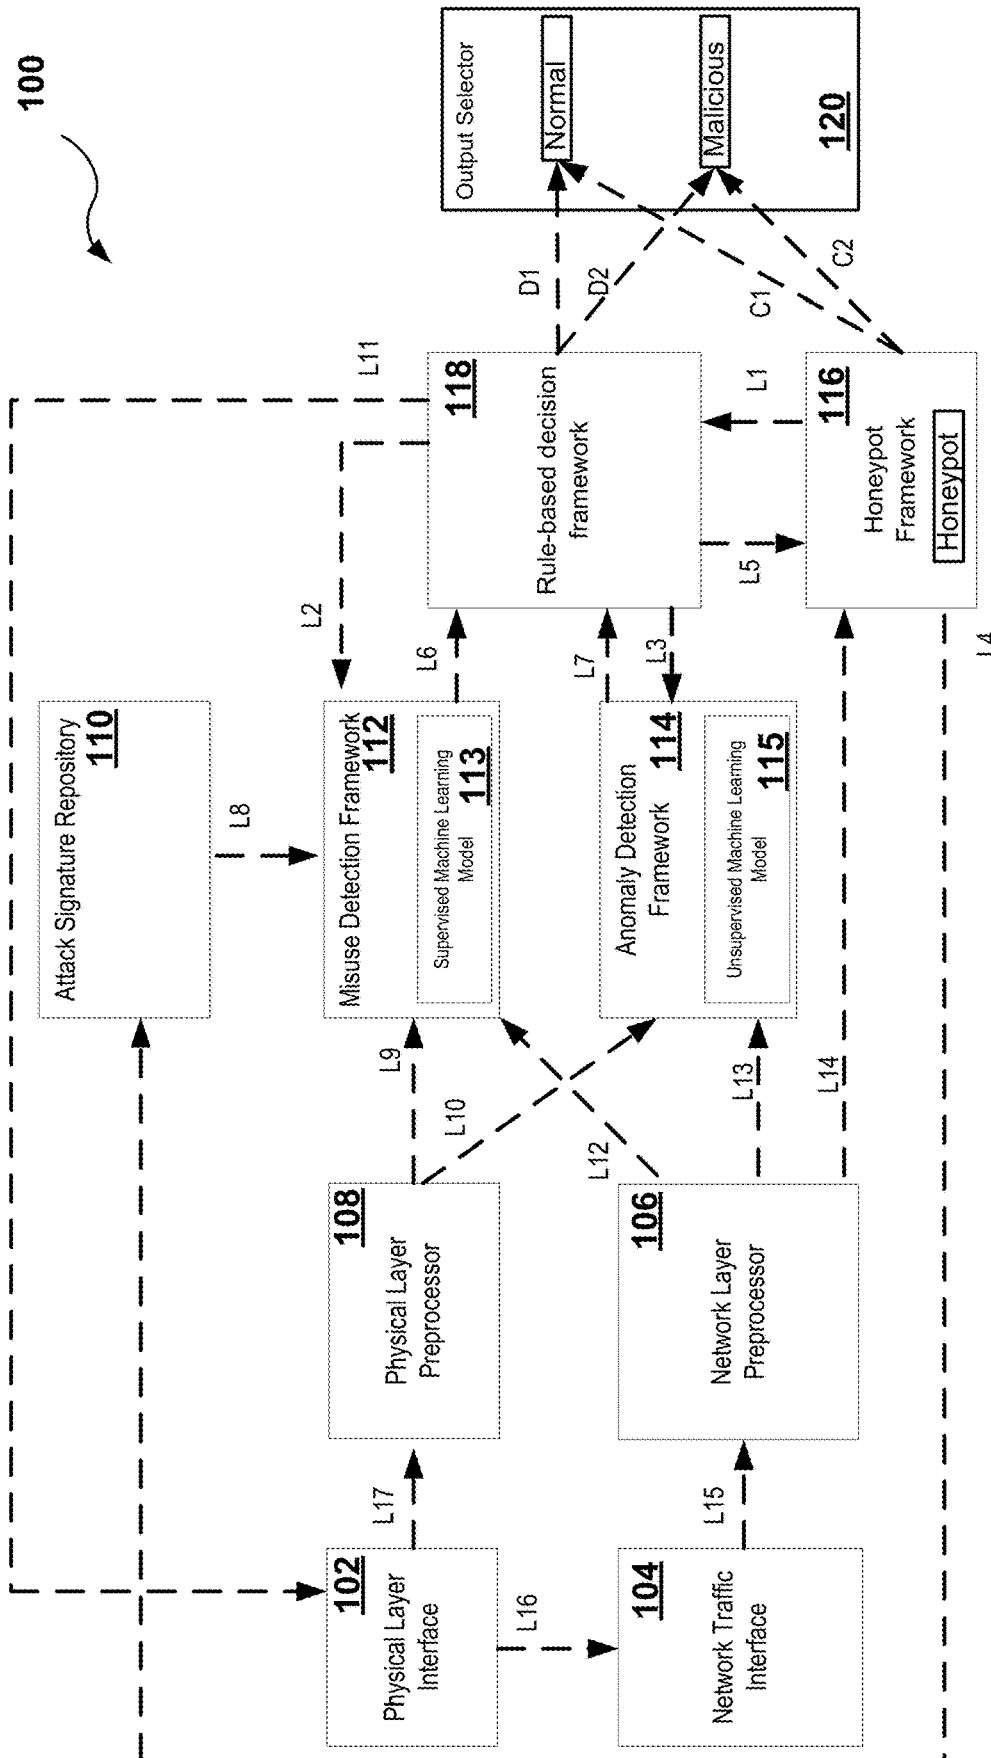 100
Output Selector
Normal
Malicious
120
D1
D2
C1
C2
L11
L2
118
Rule-based decision
framework
L1
L5
116
Honeypot
Framework
Honeypot
L4
L6
L7
L3
Attack Signature Repository
110
L8
Misuse Detection Framework
112
Supervised Machine Learning
Model
113
Anomaly Detection
Framework
114
Unsupervised Machine Learning
Model
115
L9
L10
L12
L13
L14
108
Physical Layer
Preprocessor
106
Network Layer
Preprocessor
L17
L15
102
Physical Layer
Interface
L16
104
Network Traffic
Interface